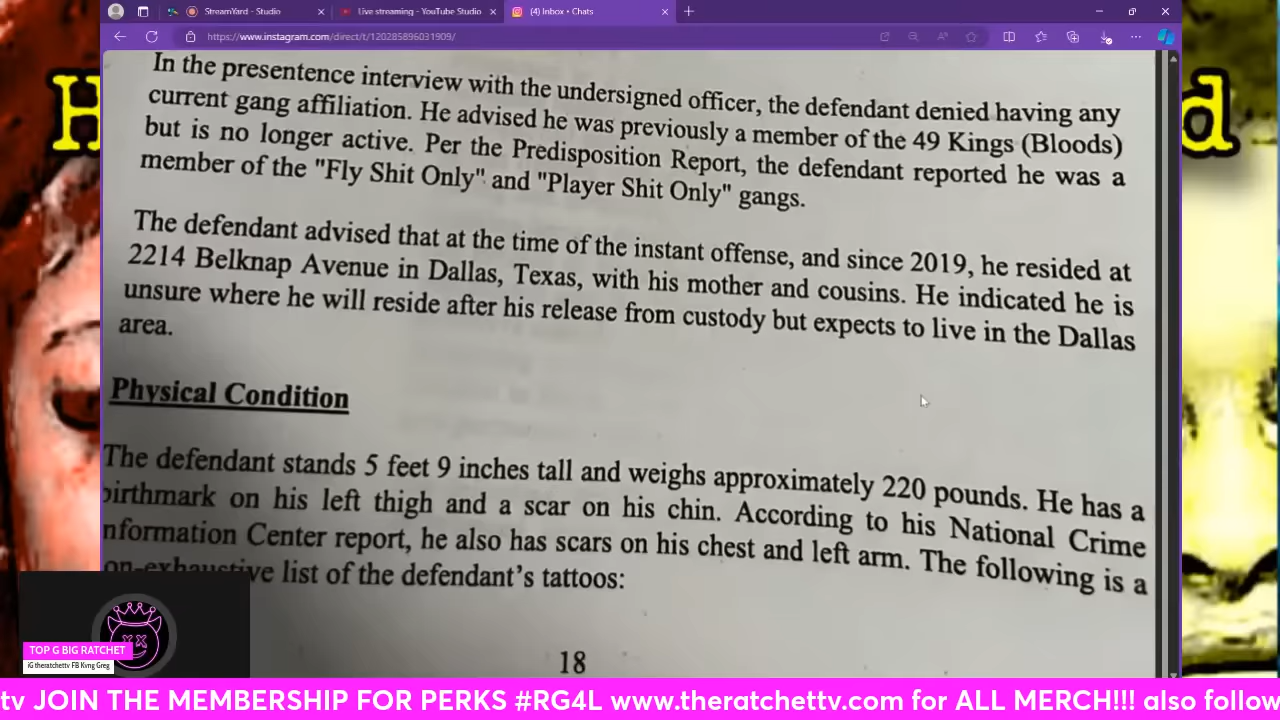 StreamYard - Studio
Live streaming - YouTube Studio
(4) Inbox • Chats
https://www.instagram.com/direct/t/120285896031909/
H
d
In the presentence interview with the undersigned officer, the defendant denied having any
current gang affiliation. He advised he was previously a member of the 49 Kings (Bloods)
but is no longer active. Per the Predisposition Report, the defendant reported he was a
member of the "Fly Shit Only" and "Player Shit Only" gangs.
The defendant advised that at the time of the instant offense, and since 2019, he resided at
2214 Belknap Avenue in Dallas, Texas, with his mother and cousins. He indicated he is
unsure where he will reside after his release from custody but expects to live in the Dallas
area.
Physical Condition
The defendant stands 5 feet 9 inches tall and weighs approximately 220 pounds. He has a
birthmark on his left thigh and a scar on his chin. According to his National Crime
nformation Center report, he also has scars on his chest and left arm. The following is a
on-exhaustive list of the defendant's tattoos:
18
TOP G BIG RATCHET
iG theratchettv FB Kvng Greg
tv JOIN THE MEMBERSHIP FOR PERKS #RG4L www.theratchettv.com for ALL MERCH!!! also follow